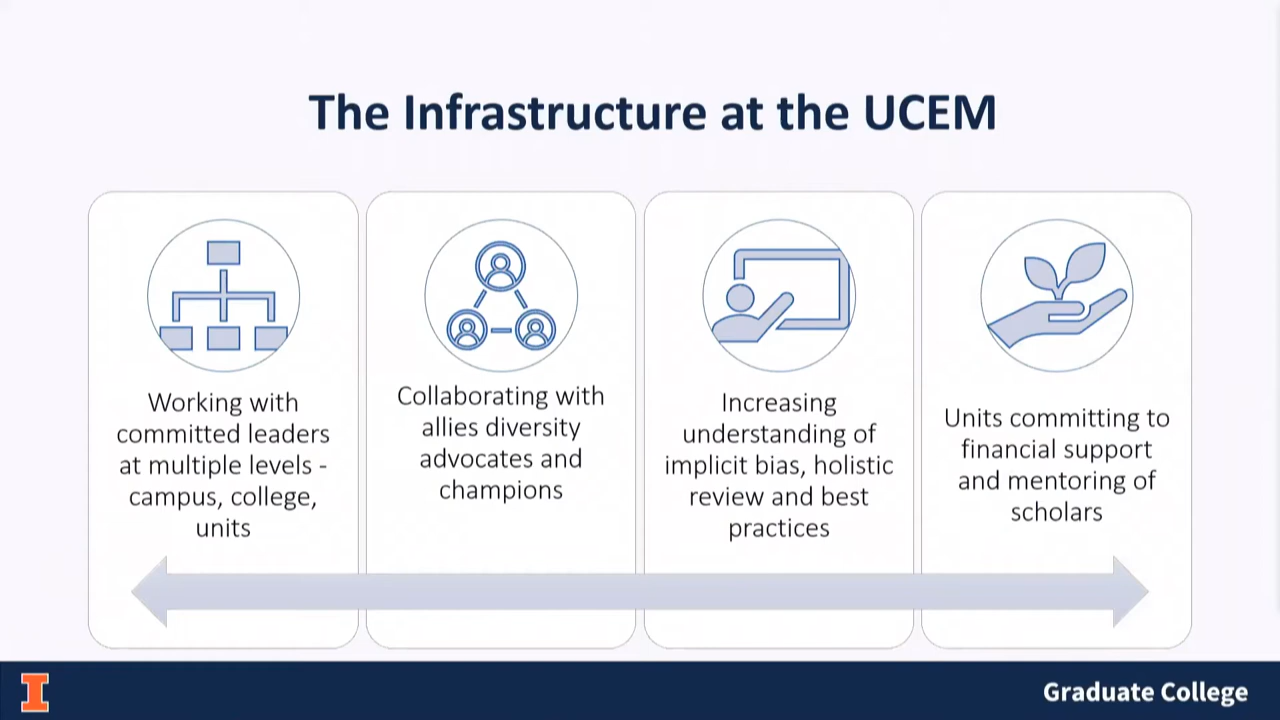 The Infrastructure at the UCEM
Working with
committed leaders
at multiple levels -
campus, college,
units
Collaborating with
allies diversity
advocates and
champions
Increasing
understanding of
implicit bias, holistic
review and best
practices
Units committing to
financial support
and mentoring of
scholars
I
Graduate College